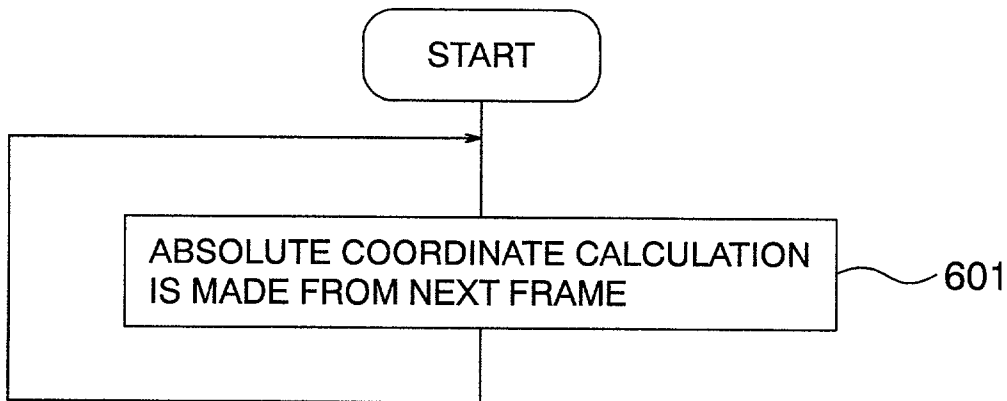 START
ABSOLUTE COORDINATE CALCULATION
IS MADE FROM NEXT FRAME
601